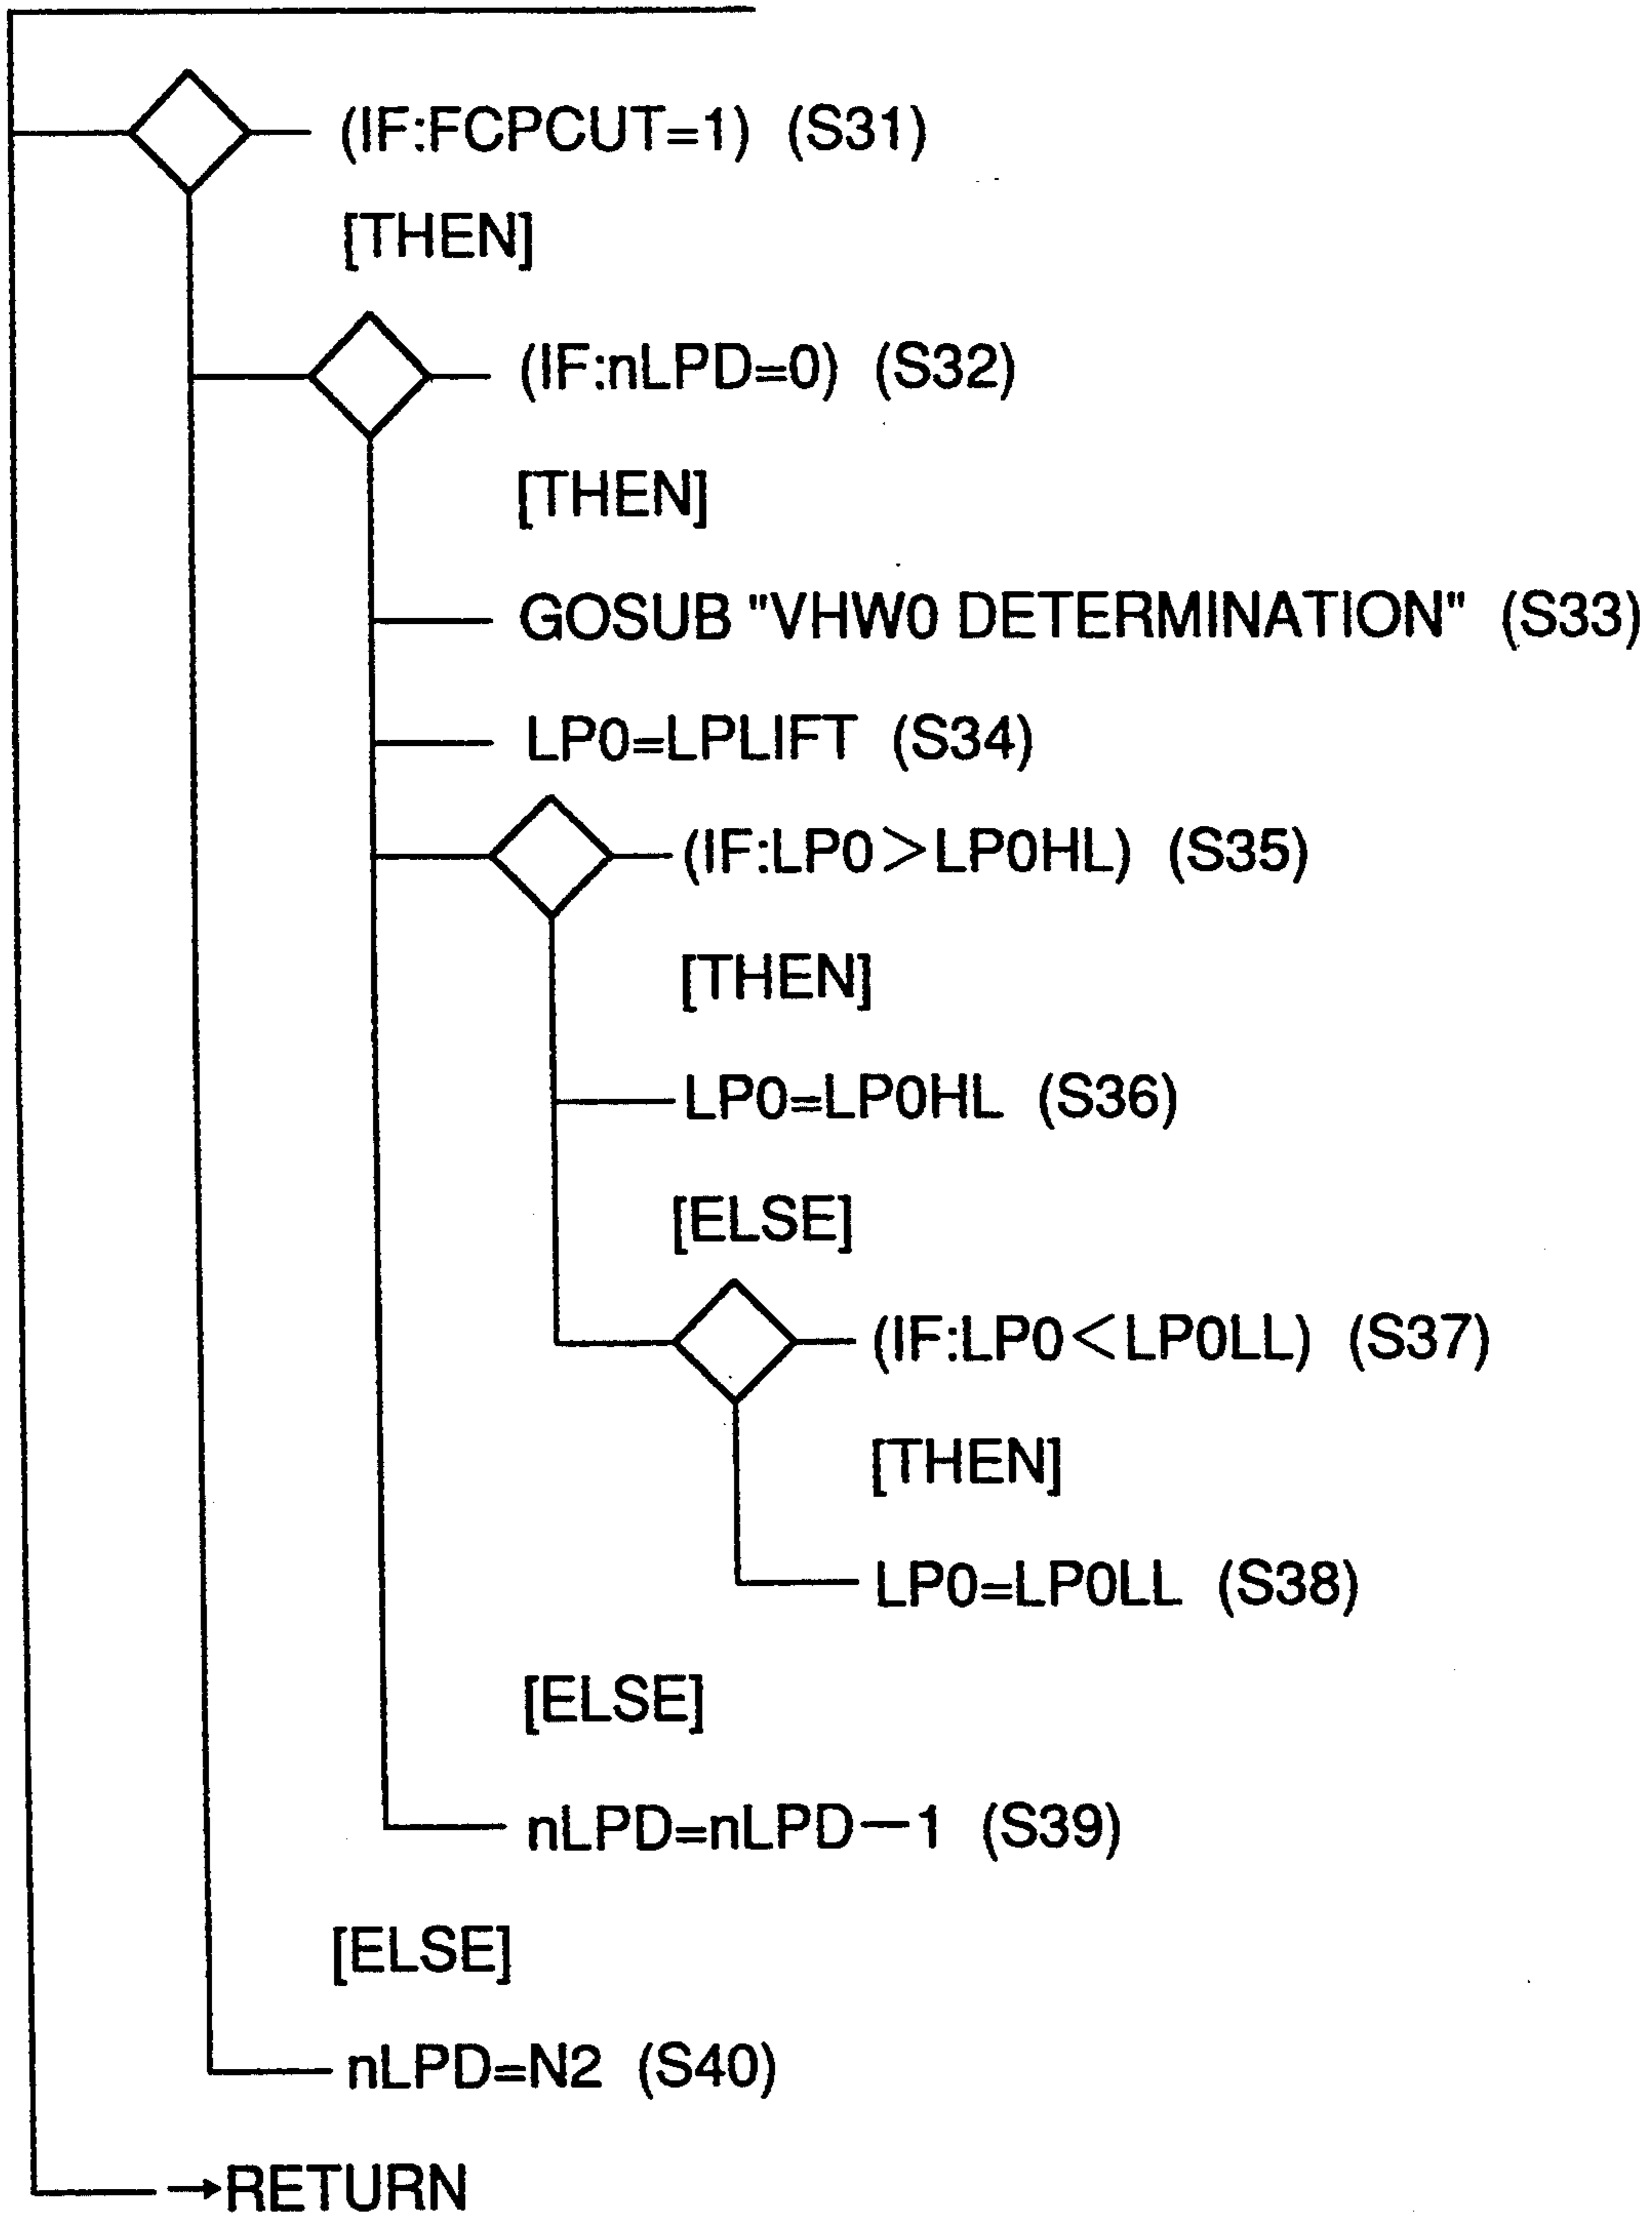 (IF:FCPCUT=1) (S31)
[THEN]
(IF:nLPD=0) (S32)
[THEN]
GOSUB "VHW0 DETERMINATION" (S33)
LP0=LPLIFT (S34)
(IF:LP0>LP0HL) (S35)
[THEN]
LP0=LP0HL (S36)
[ELSE]
(IF:LP0<LP0LL) (S37)
[THEN]
LP0=LP0LL (S38)
[ELSE]
nLPD=nLPD−1 (S39)
[ELSE]
nLPD=N2 (S40)
→RETURN